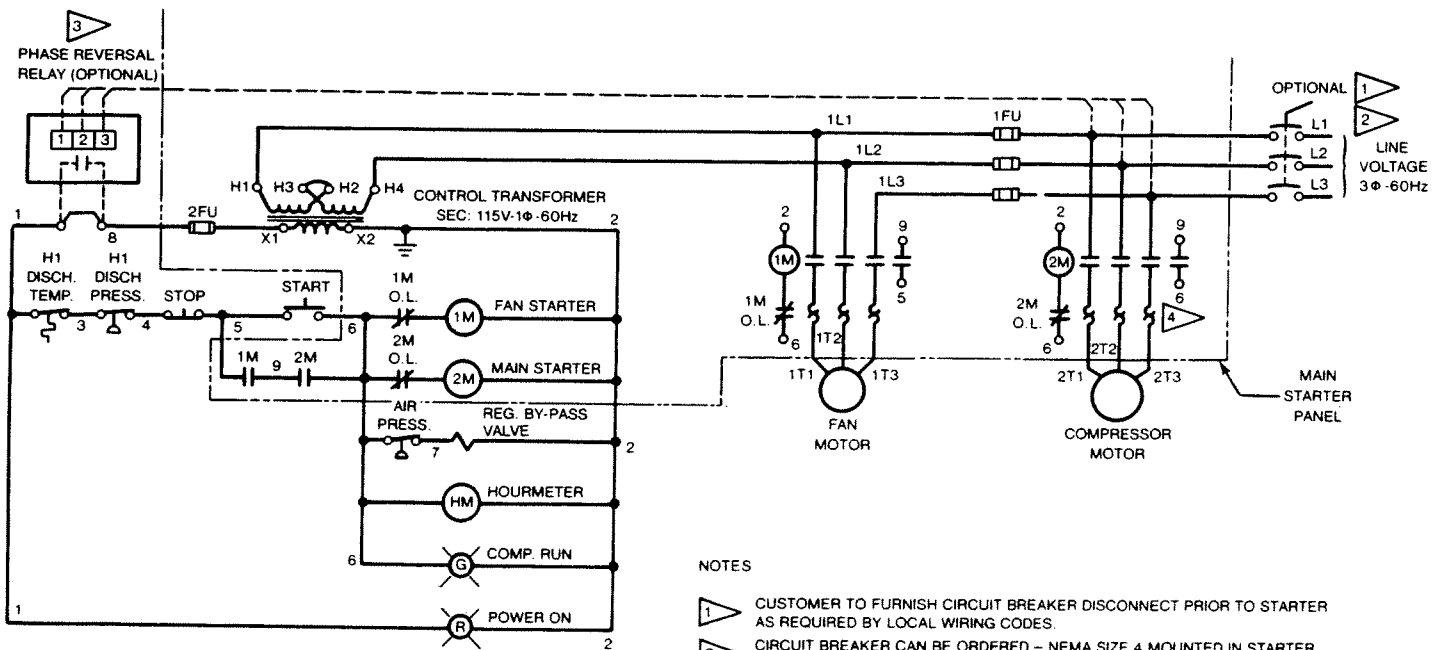 3
PHASE REVERSAL
RELAY (OPTIONAL)
1 2 3
OPTIONAL
1
2
1L1
1FU
L1
1L2
L2
1L3
L3
LINE
VOLTAGE
3Φ-60Hz
H1 H3 H2 H4
CONTROL TRANSFORMER
SEC: 115V-1Φ-60Hz
1
8
2FU
X1
X2
2
H1
DISCH.
TEMP.
H1
DISCH
PRESS.
STOP
START
1M
O.L.
3
4
5
6
1M
FAN STARTER
1M
9
2M
2M
O.L.
2M
MAIN STARTER
AIR
PRESS.
7
REG. BY-PASS
VALVE
2
HM
HOURMETER
6
G
COMP. RUN
1
R
POWER ON
2
2
1M
1M
O.L.
6
9
5
1T2
1T1
1T3
FAN
MOTOR
2
2M
2M
O.L.
6
9
6
4
2T2
2T1
2T3
COMPRESSOR
MOTOR
MAIN
STARTER
PANEL
NOTES
1 CUSTOMER TO FURNISH CIRCUIT BREAKER DISCONNECT PRIOR TO STARTER
AS REQUIRED BY LOCAL WIRING CODES.
CIRCUIT BREAKER CAN BE ORDERED – NEMA SIZE 4 MOUNTED IN STARTER